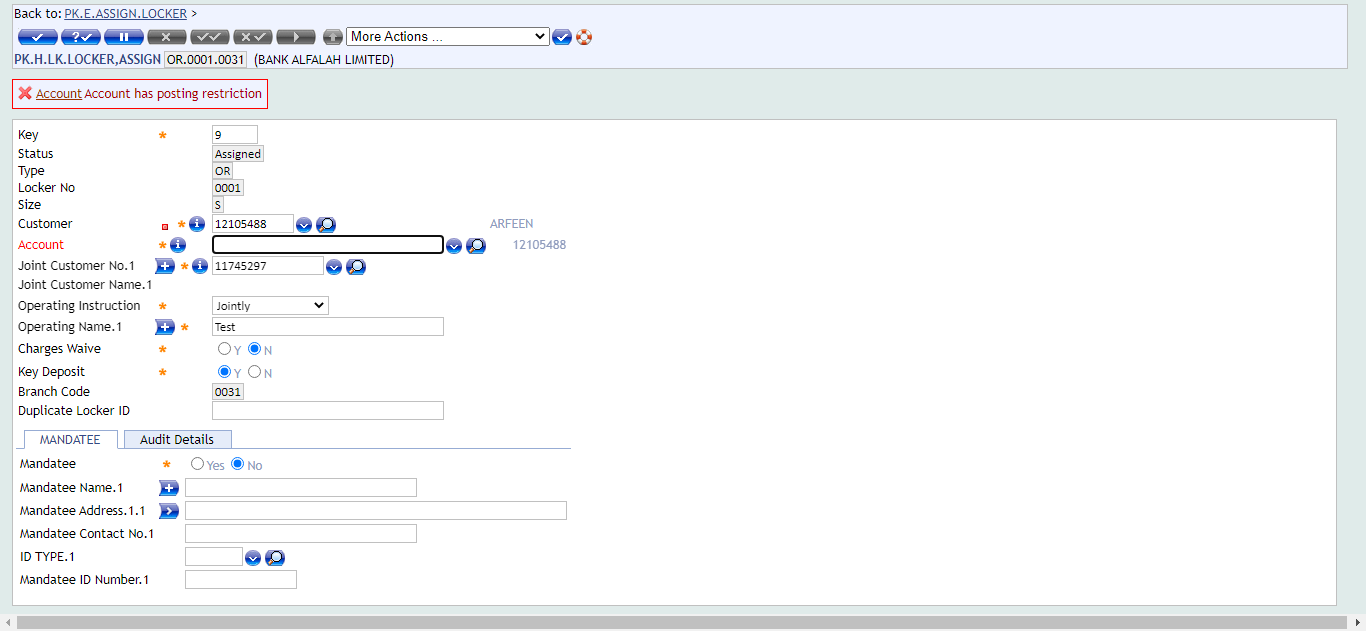 Back to: PK.E.ASSIGN.LOCKER >
More Actions ...
PK.H.LK.LOCKER,ASSIGN OR.0001.0031 (BANK ALFALAH LIMITED)
Account Account has posting restriction
Key * 9
Status Assigned
Type OR
Locker No 0001
Size S
Customer * 12105488 ARFEEN
Account * 12105488
Joint Customer No.1 * 11745297
Joint Customer Name.1
Operating Instruction * Jointly
Operating Name.1 * Test
Charges Waive * Y N
Key Deposit * Y N
Branch Code 0031
Duplicate Locker ID
MANDATEE Audit Details
Mandatee * Yes No
Mandatee Name.1
Mandatee Address.1.1
Mandatee Contact No.1
ID TYPE.1
Mandatee ID Number.1